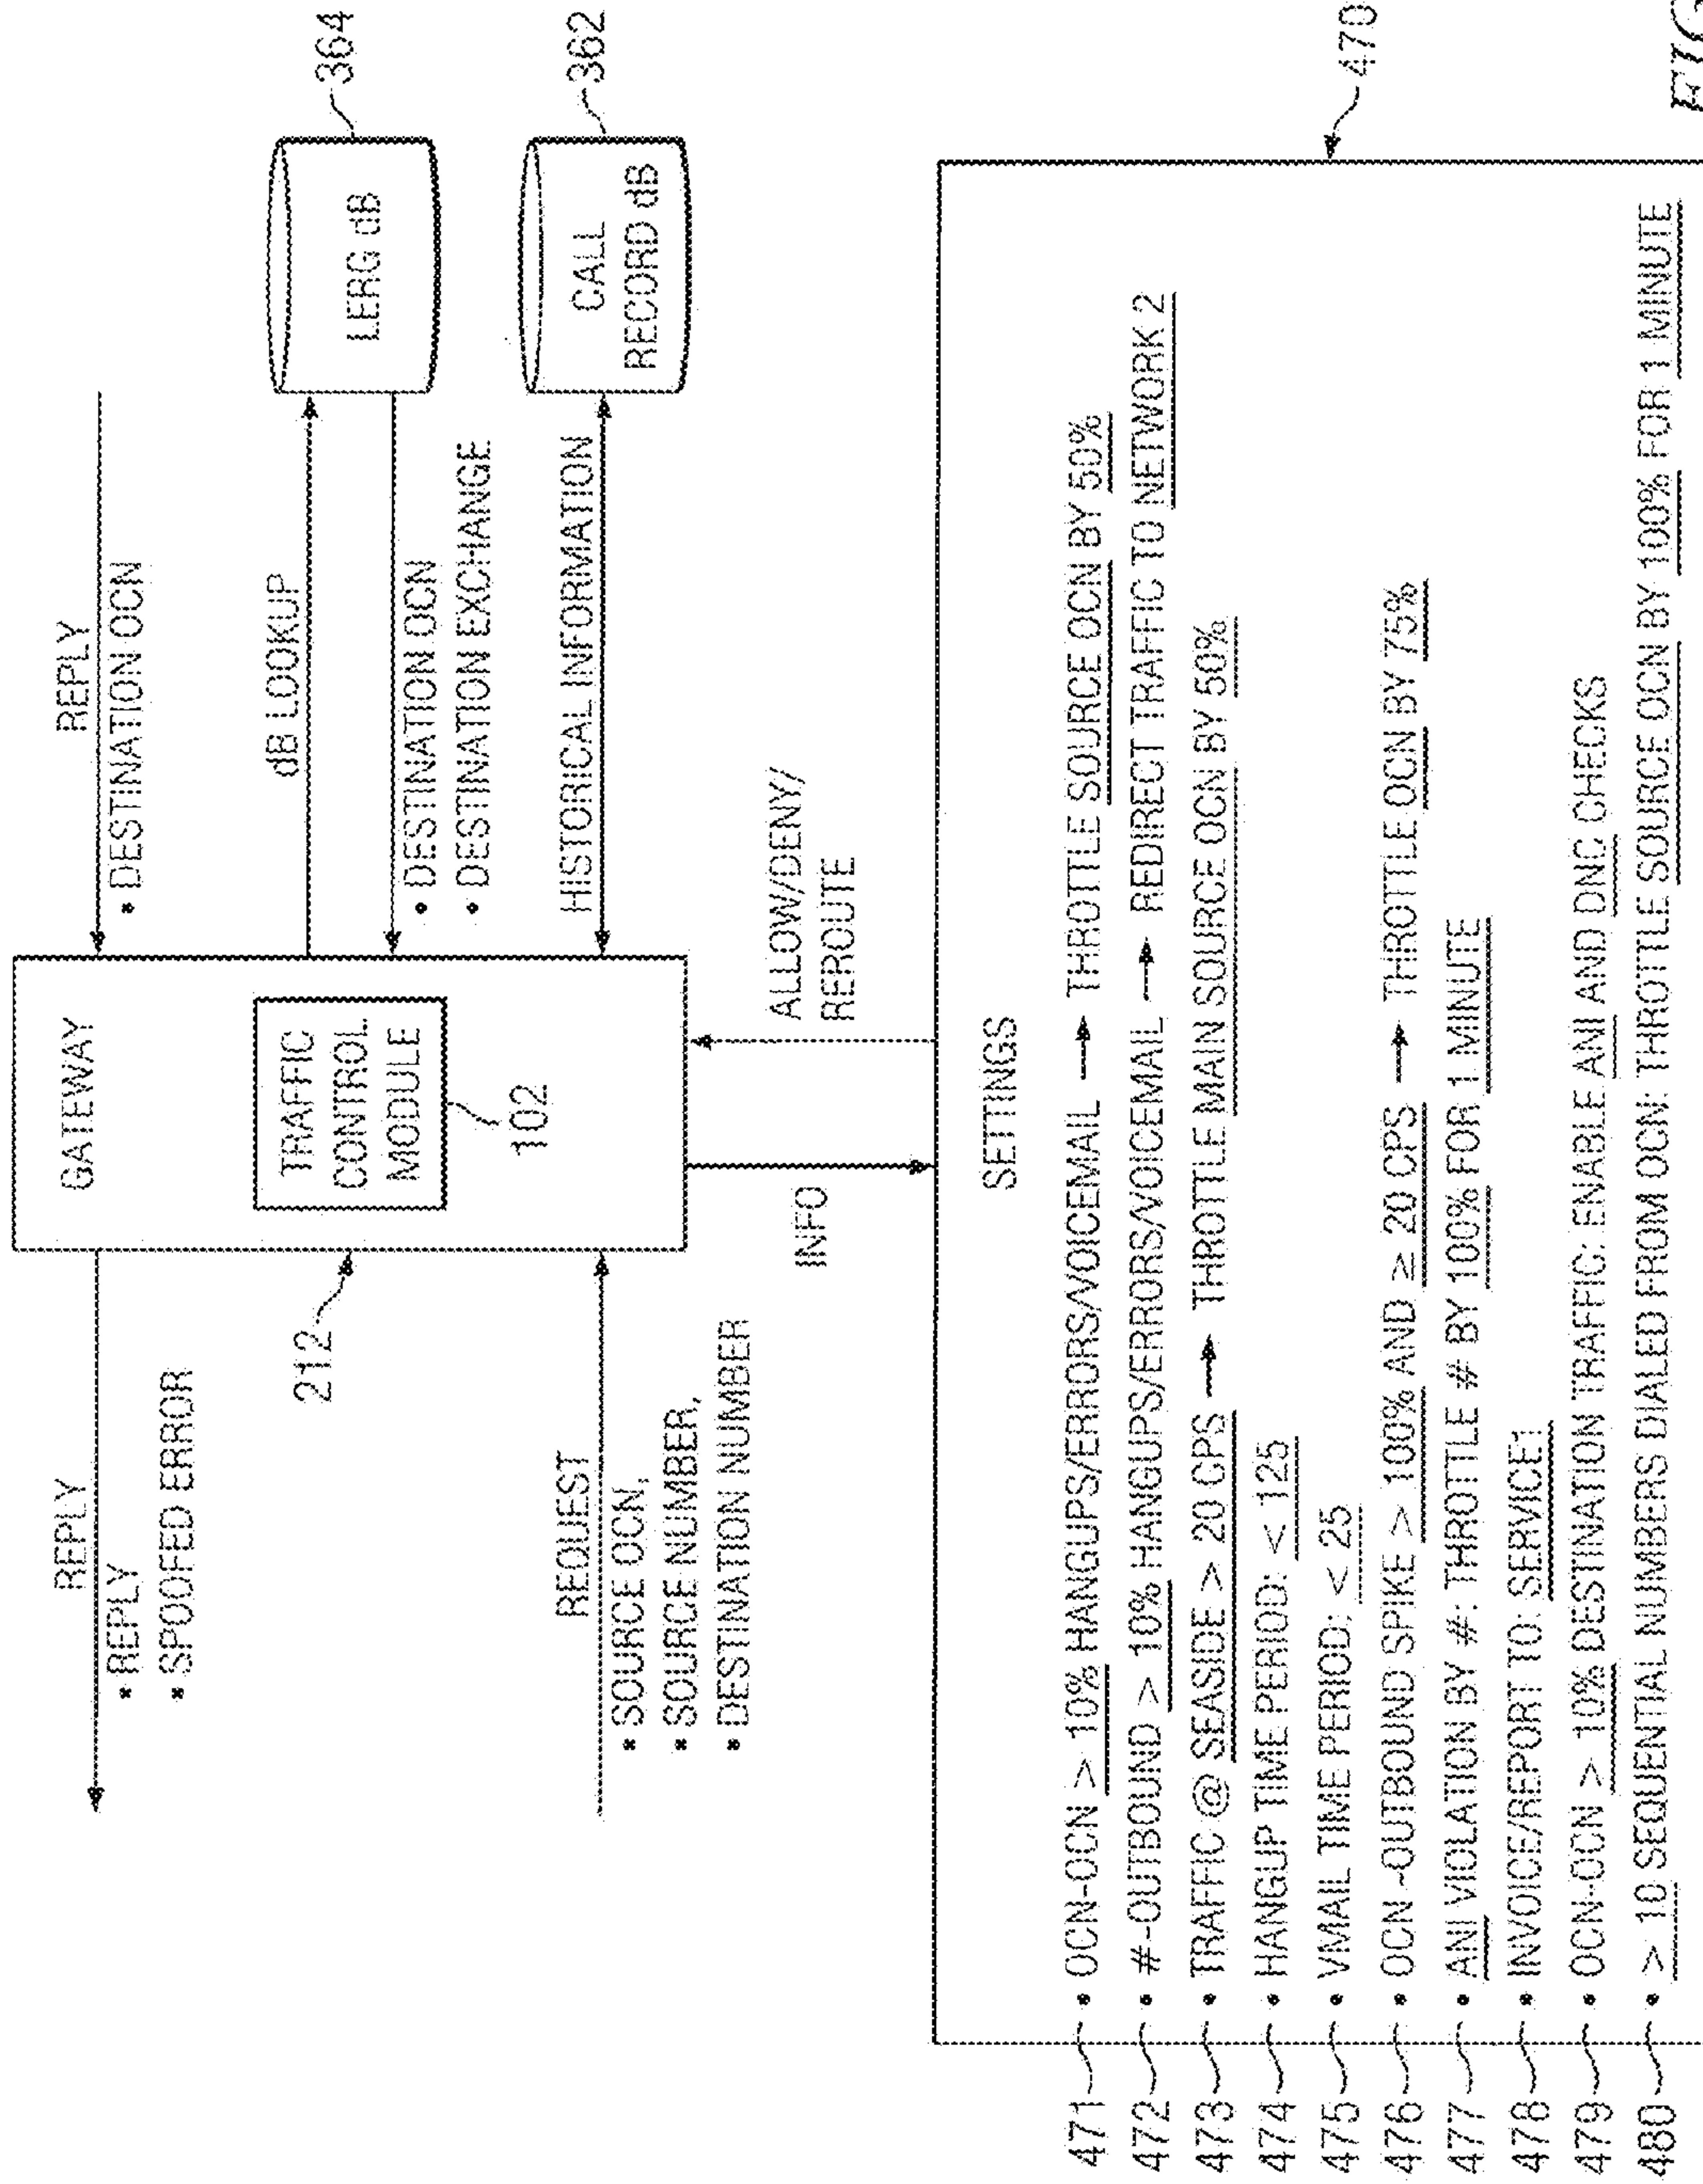 REPLY
• REPLY
• SPOOFED ERROR
212
REQUEST
• SOURCE OCN,
• SOURCE NUMBER,
• DESTINATION NUMBER
GATEWAY
TRAFFIC
CONTROL
MODULE
102
REPLY
• DESTINATION OCN
dB LOOKUP
• DESTINATION OCN
• DESTINATION EXCHANGE
HISTORICAL INFORMATION
LERG dB
364
CALL
RECORD dB
362
INFO
ALLOW/DENY/
REROUTE
SETTINGS
470
471 • OCN-OCN > 10% HANGUPS/ERRORS/VOICEMAIL → THROTTLE SOURCE OCN BY 50%
472 • #-OUTBOUND > 10% HANGUPS/ERRORS/VOICEMAIL → REDIRECT TRAFFIC TO NETWORK 2
473 • TRAFFIC @ SEASIDE > 20 CPS → THROTTLE MAIN SOURCE OCN BY 50%
474 • HANGUP TIME PERIOD: < 125
475 • VMAIL TIME PERIOD: < 25
476 • OCN-OUTBOUND SPIKE > 100% AND ≥ 20 CPS → THROTTLE OCN BY 75%
477 • ANI VIOLATION BY #: THROTTLE # BY 100% FOR 1 MINUTE
478 • INVOICE/REPORT TO: SERVICE1
479 • OCN-OCN > 10% DESTINATION TRAFFIC: ENABLE ANI AND DNC CHECKS
480 • > 10 SEQUENTIAL NUMBERS DIALED FROM OCN: THROTTLE SOURCE OCN BY 100% FOR 1 MINUTE